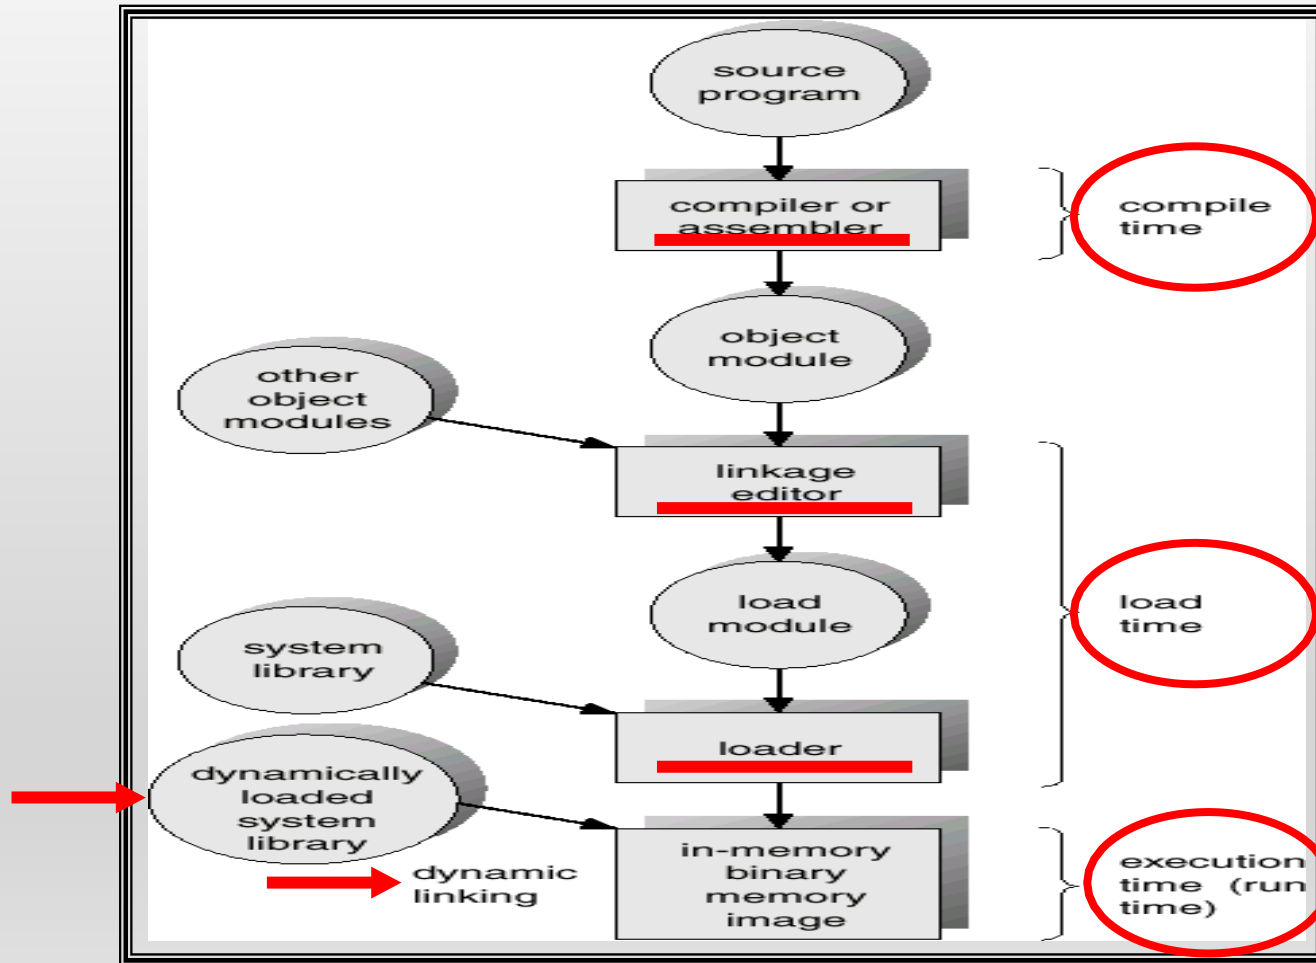 source
program
compiler or
assembler
compile
time
object
module
other
object
modules
linkage
editor
load
module
load
time
system
library
loader
dynamically
loaded
system
library
dynamic
linking
in-memory
binary
memory
image
execution
time (run
time)